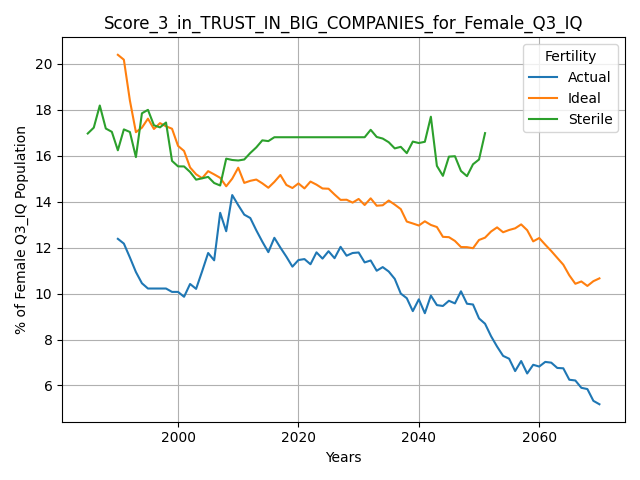 Score_3_in_TRUST_IN_BIG_COMPANIES_for_Female_Q3_IQ
Fertility
Actual
Ideal
Sterile
% of Female Q3_IQ Population
20
18
16
14
12
10
8
6
2000
2020
2040
2060
Years